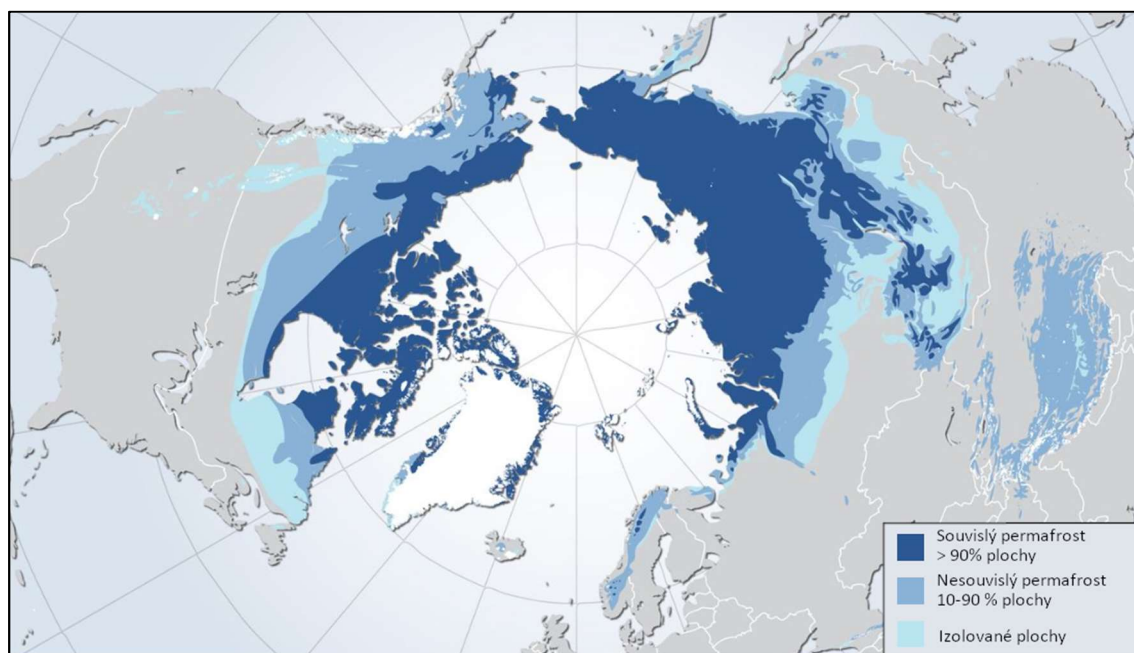 Souvislý permafrost
> 90% plochy
Nesouvislý permafrost
10-90 % plochy
Izolované plochy